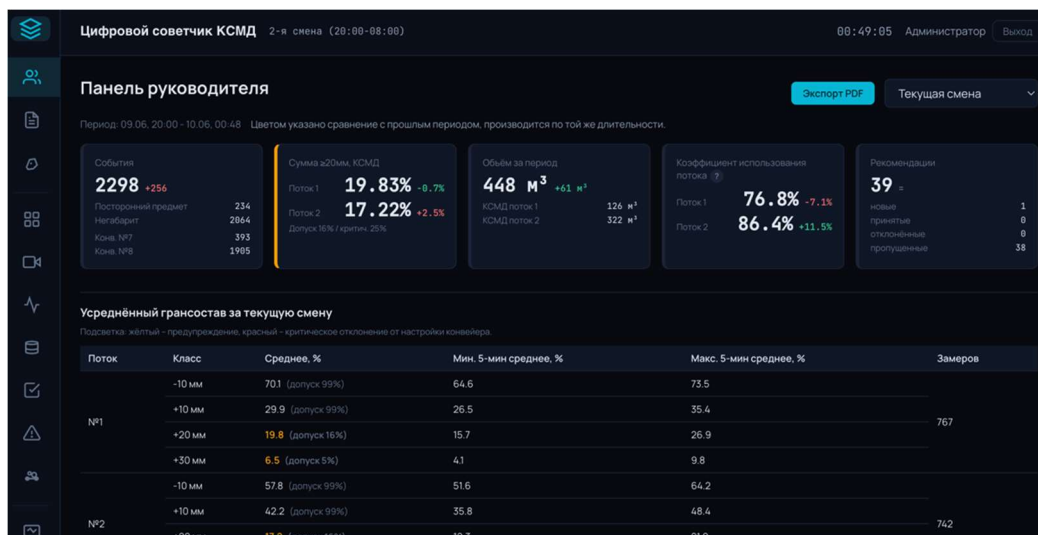 Цифровой советчик КСМД 2-я смена (20:00-08:00) 00:49:05 Администратор Выход
Панель руководителя
Экспорт PDF Текущая смена
Период: 09.06, 20:00 - 10.06, 00:48 Цветом указано сравнение с прошлым периодом, производится по той же длительности.
События
2298 +256
Посторонний предмет 234
Негабарит 2064
Конв. №7 393
Конв. №8 1905
Сумма ≥20мм, КСМД
Поток 1 19.83% -0.7%
Поток 2 17.22% +2.5%
Допуск 16% / критич. 25%
Объём за период
448 м³ +61 м³
КСМД поток 1 126 м³
КСМД поток 2 322 м³
Коэффициент использования
потока ?
Поток 1 76.8% -7.1%
Поток 2 86.4% +11.5%
Рекомендации
39 =
новые 1
принятые 0
отклонённые 0
пропущенные 38
Усреднённый грансостав за текущую смену
Подсветка: жёлтый – предупреждение, красный – критическое отклонение от настройки конвейера.
Поток Класс Среднее, % Мин. 5-мин среднее, % Макс. 5-мин среднее, % Замеров
№1
-10 мм 70.1 (допуск 99%) 64.6 73.5
+10 мм 29.9 (допуск 99%) 26.5 35.4
767
+20 мм 19.8 (допуск 16%) 15.7 26.9
+30 мм 6.5 (допуск 5%) 4.1 9.8
-10 мм 57.8 (допуск 99%) 51.6 64.2
+10 мм 42.2 (допуск 99%) 35.8 48.4
№2 742